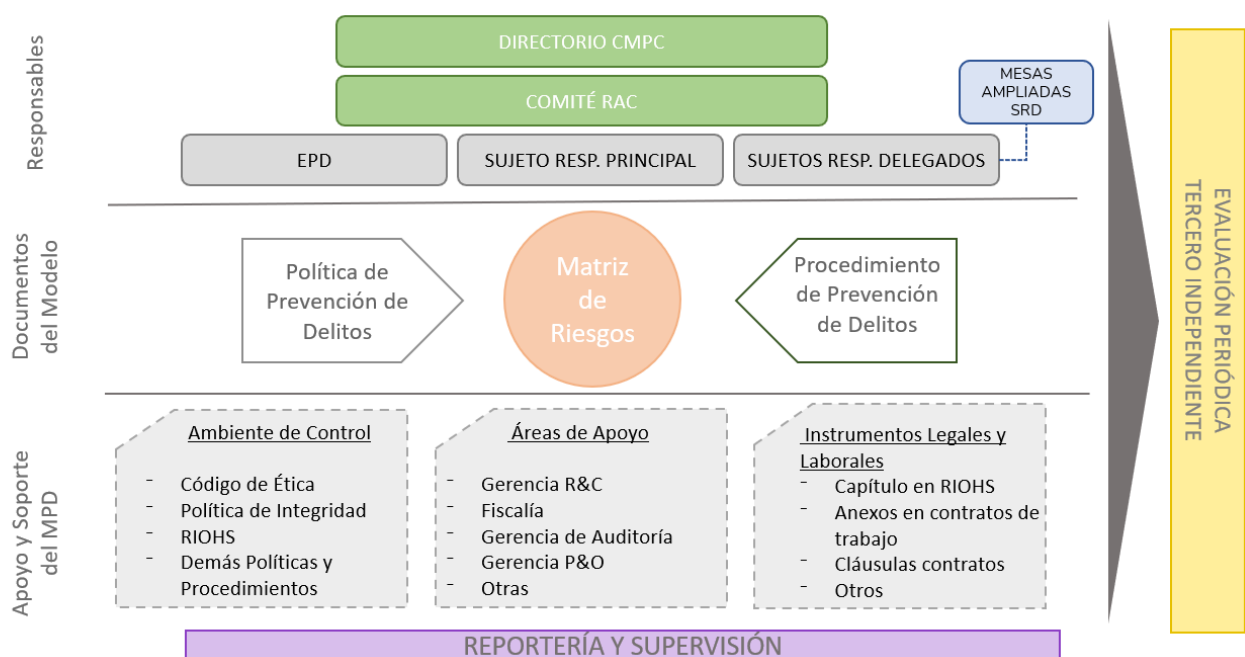 Responsables
DIRECTORIO CMPC
COMITÉ RAC
MESAS
AMPLIADAS
SRD
EPD
SUJETO RESP. PRINCIPAL
SUJETOS RESP. DELEGADOS
Documentos
del Modelo
Política de
Prevención de
Delitos
Matriz
de
Riesgos
Procedimiento
de Prevención
de Delitos
Apoyo y Soporte
del MPD
Ambiente de Control
- Código de Ética
- Política de Integridad
- RIOHS
- Demás Políticas y
Procedimientos
Áreas de Apoyo
- Gerencia R&C
- Fiscalía
- Gerencia de Auditoría
- Gerencia P&O
- Otras
Instrumentos Legales y
Laborales
- Capítulo en RIOHS
- Anexos en contratos de
trabajo
- Cláusulas contratos
- Otros
REPORTERÍA Y SUPERVISIÓN
EVALUACIÓN PERIÓDICA
TERCERO INDEPENDIENTE